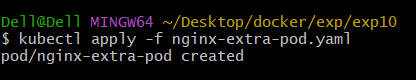 Dell@Dell MINGW64 ~/Desktop/docker/exp/exp10
$ kubectl apply -f nginx-extra-pod.yaml
pod/nginx-extra-pod created